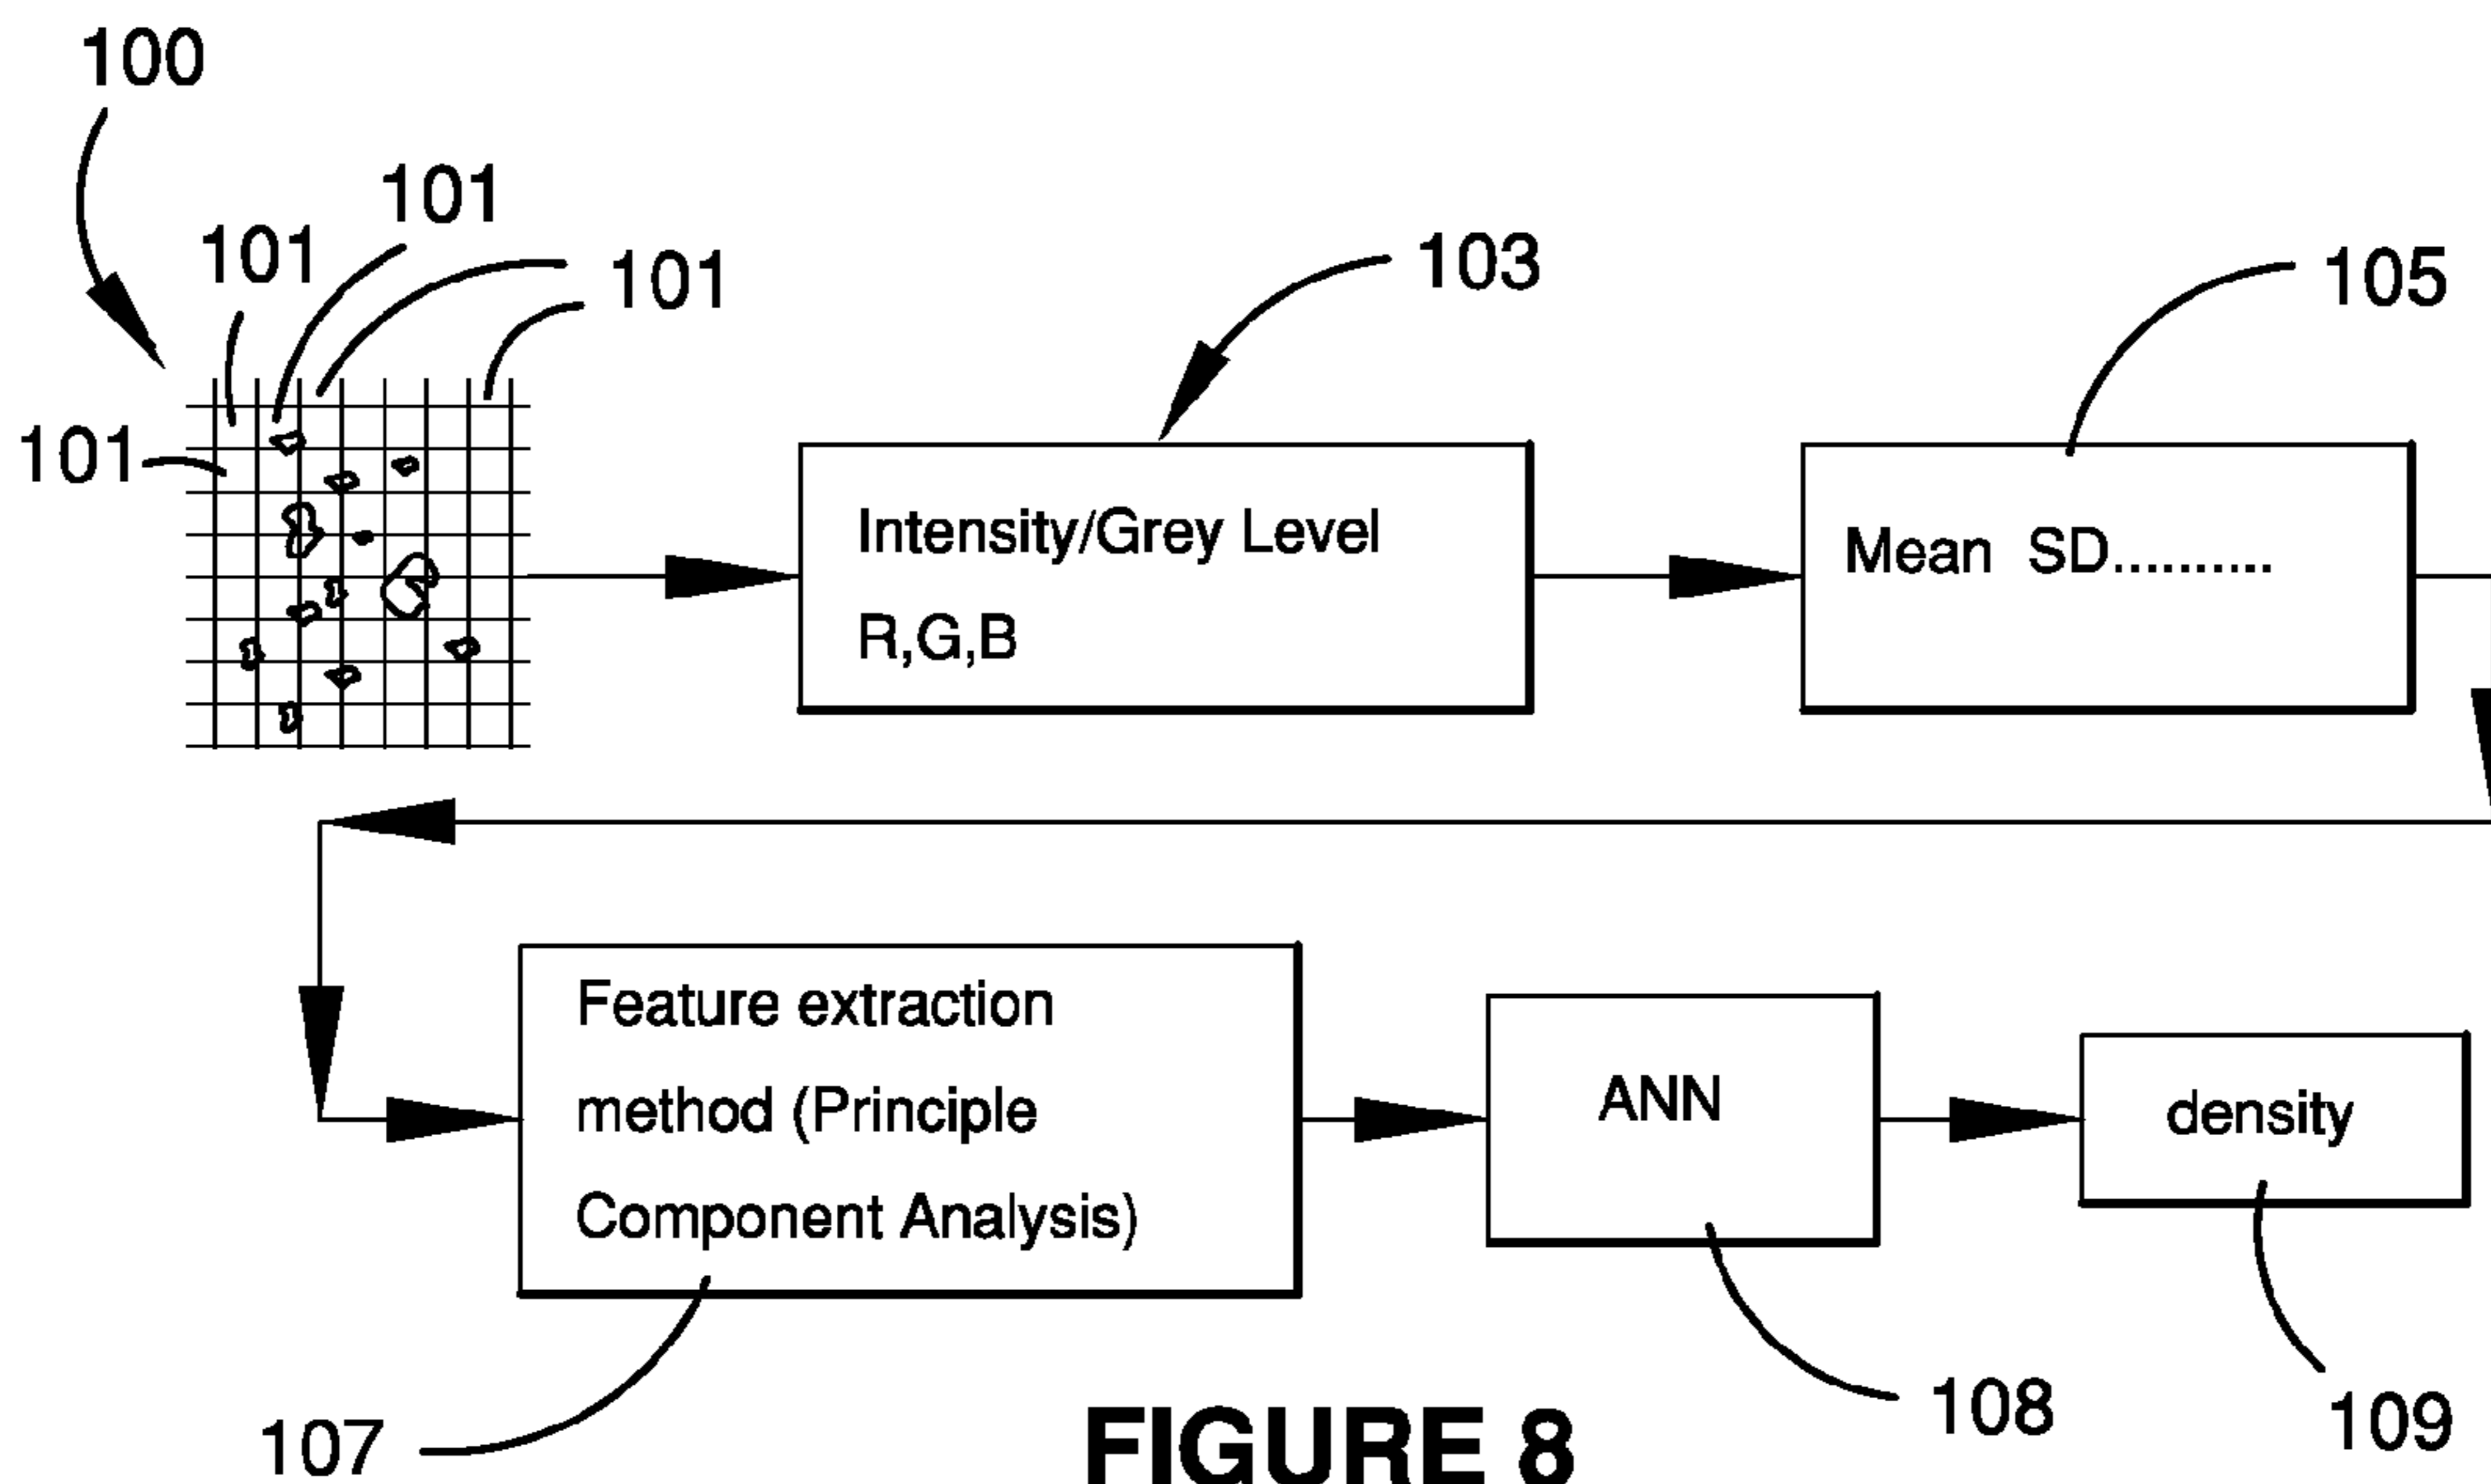 100
101
101
101
103
105
101
Intensity/Grey Level
R,G,B
Mean SD..........
Feature extraction
method (Principle
Component Analysis)
ANN
density
107
108
109
FIGURE 8